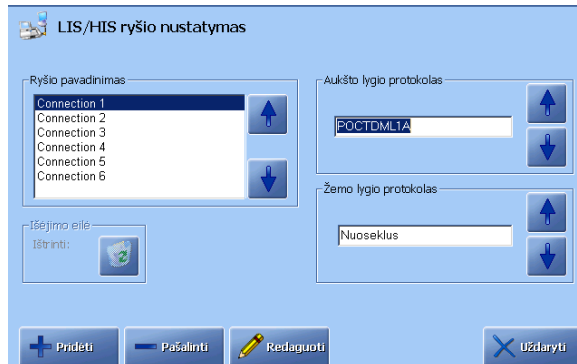 LIS/HIS ryšio nustatymas
Ryšio pavadinimas
Connection 1
Connection 2
Connection 3
Connection 4
Connection 5
Connection 6
Aukšto lygio protokolas
POCTDML1A
Žemo lygio protokolas
Nuoseklus
Išėjimo eilė
Ištrinti:
Pridėti
Pašalinti
Redaguoti
Uždaryti